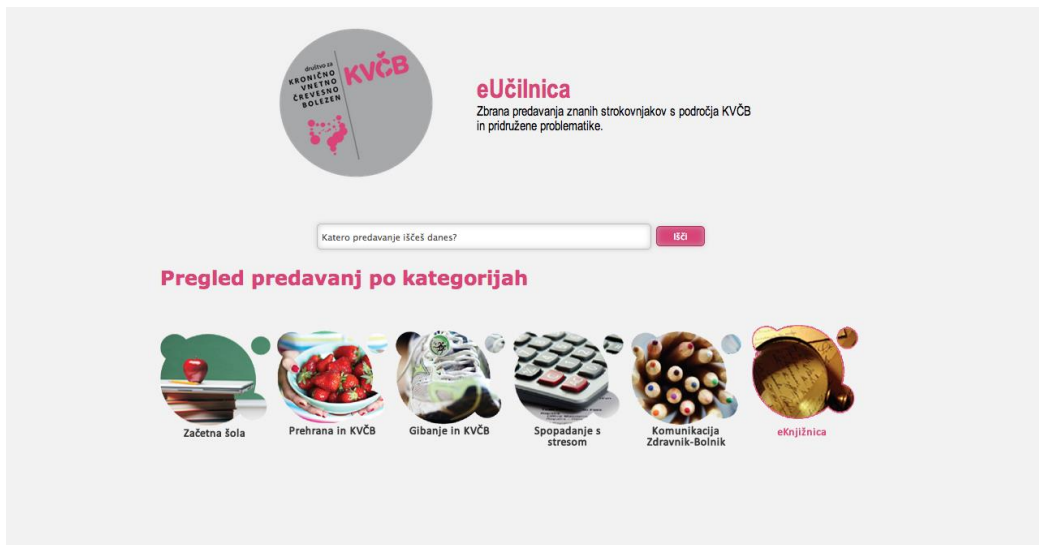 društvo za
KRONIČNO
VNETNO
ČREVESNO
BOLEZEN
KVČB
eUčilnica
Zbrana predavanja znanih strokovnjakov s področja KVČB
in pridružene problematike.
Katero predavanje iščeš danes?
Išči
Pregled predavanj po kategorijah
Začetna šola
Prehrana in KVČB
Gibanje in KVČB
Spopadanje s
stresom
Komunikacija
Zdravnik-Bolnik
eKnjižnica